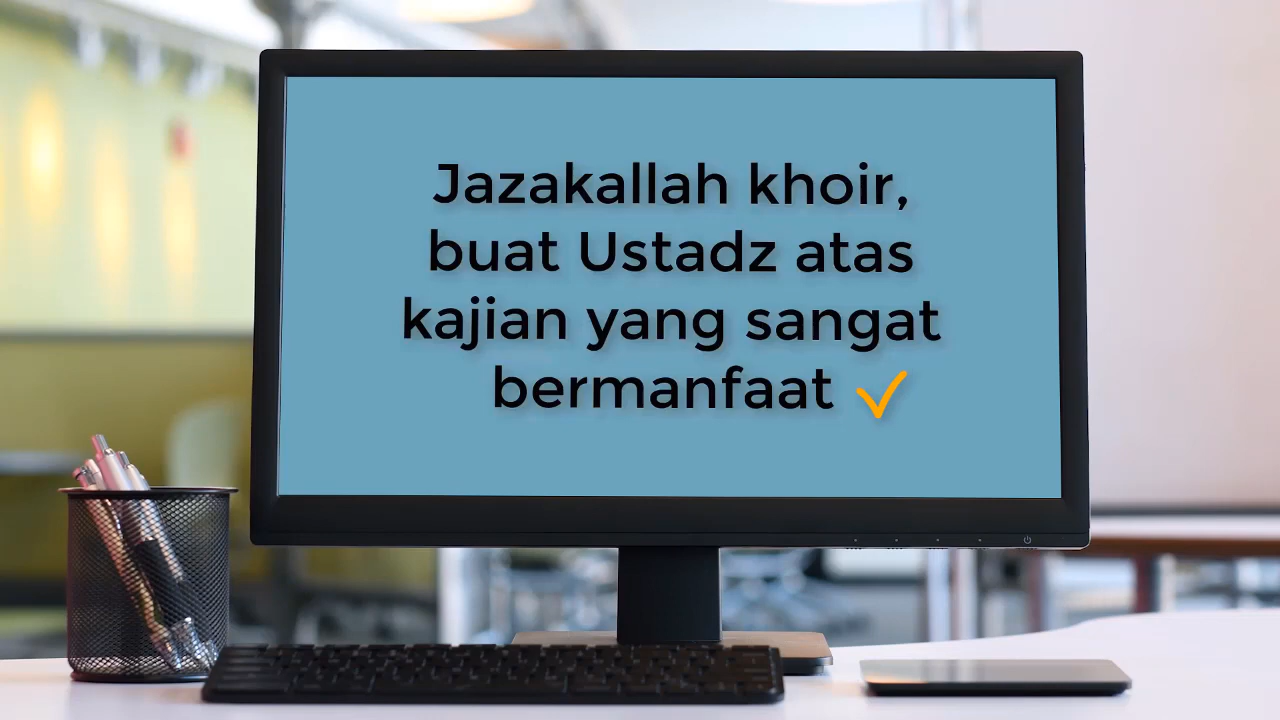 Jazakallah khoir,
buat Ustadz atas
kajian yang sangat
bermanfaat